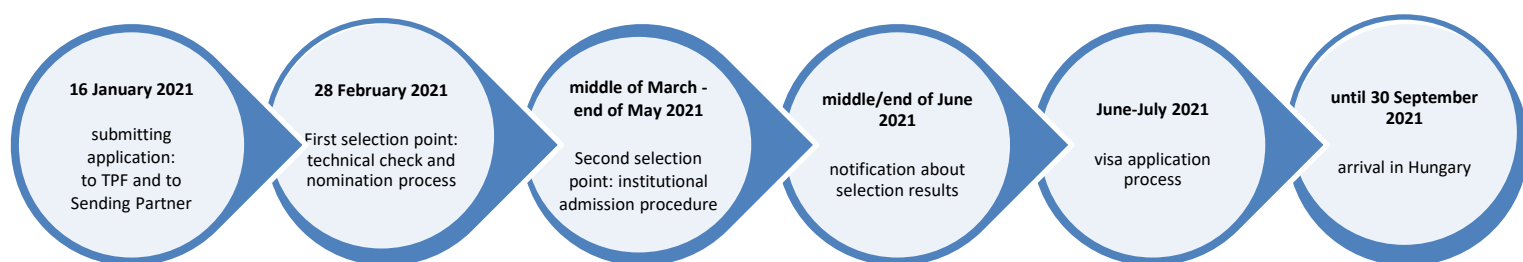 16 January 2021
submitting
application:
to TPF and to
Sending Partner
28 February 2021
First selection point:
technical check and
nomination process
middle of March -
end of May 2021
Second selection
point: institutional
admission procedure
middle/end of June
2021
notification about
selection results
June-July 2021
visa application
process
until 30 September
2021
arrival in Hungary